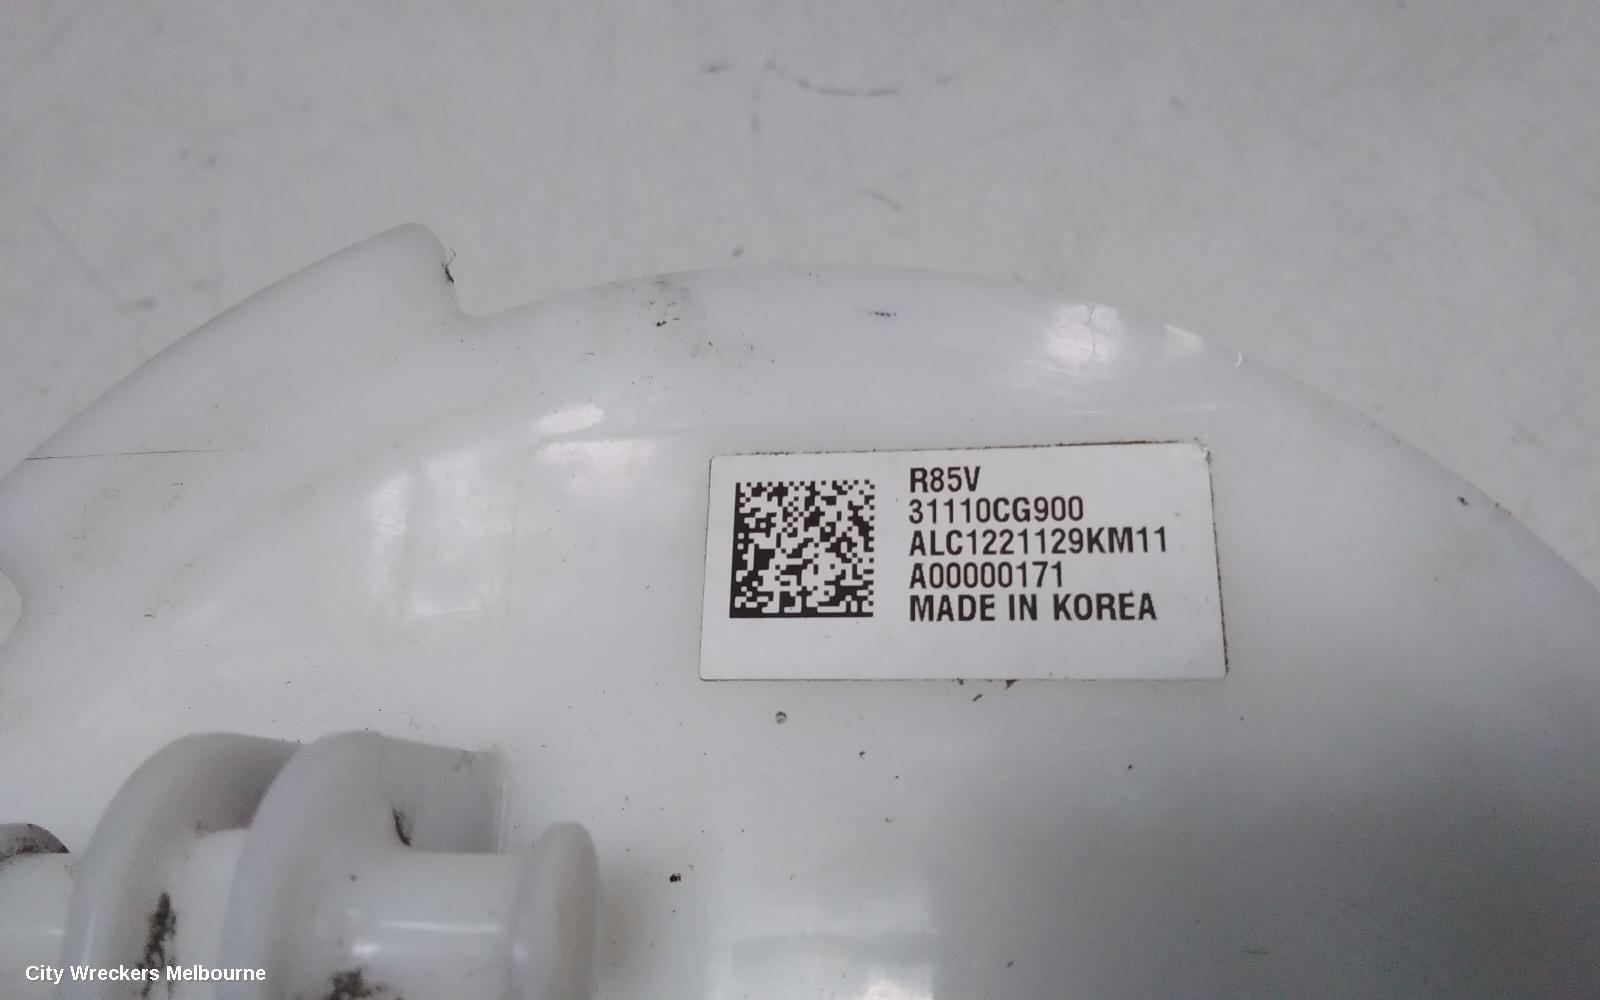 R85V
31110CG900
ALC1221129KM11
A00000171
MADE IN KOREA
City Wreckers Melbourne